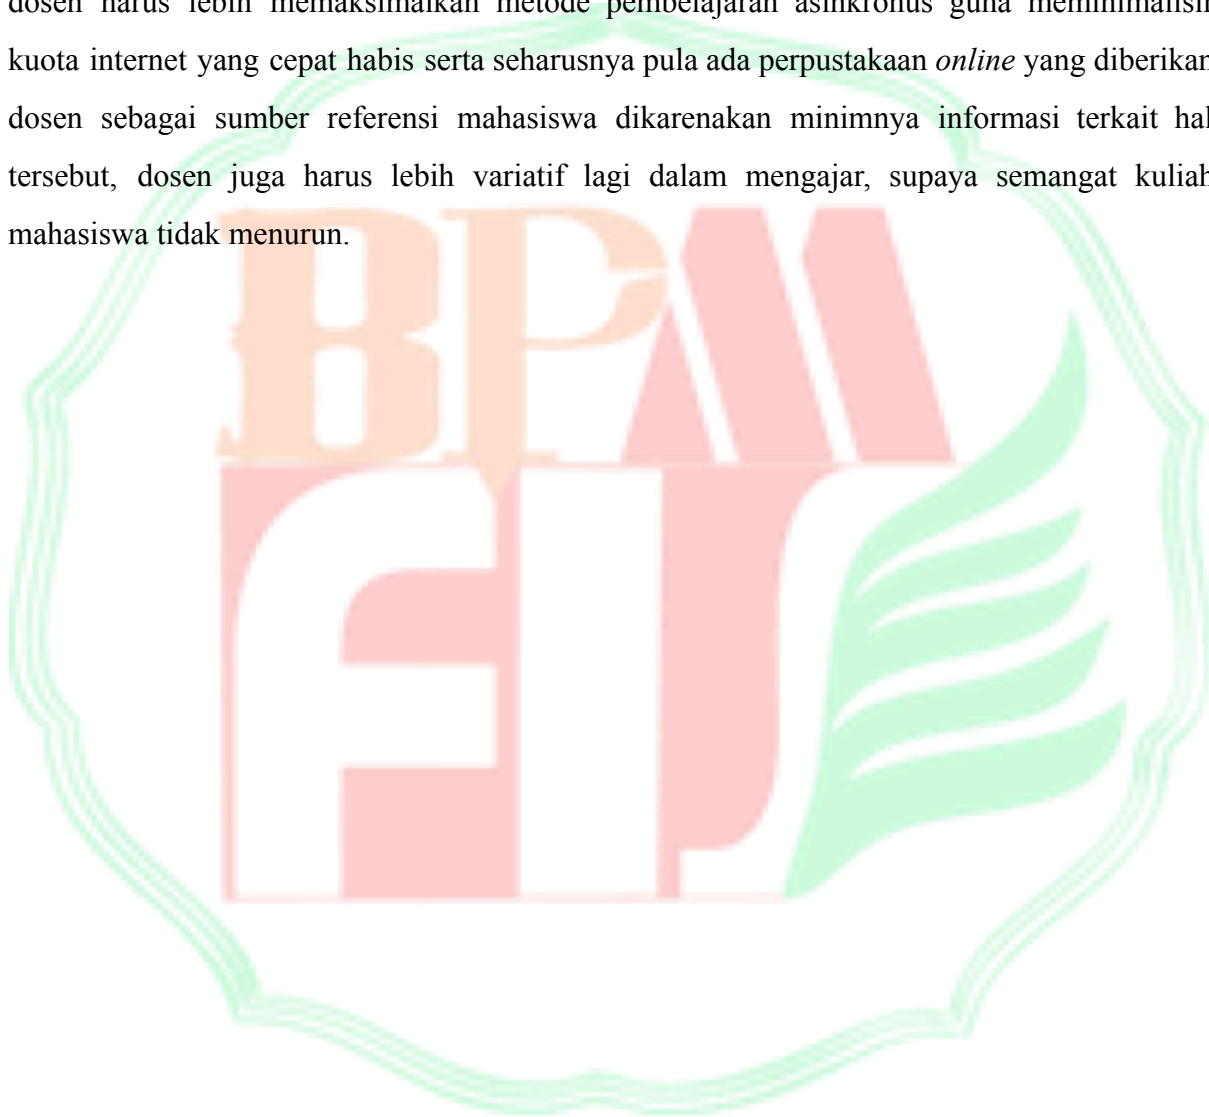 dosen harus lebih memaksimalkan metode pembelajaran asinkronus guna meminimalisir
kuota internet yang cepat habis serta seharusnya pula ada perpustakaan online yang diberikan
dosen sebagai sumber referensi mahasiswa dikarenakan minimnya informasi terkait hal
tersebut, dosen juga harus lebih variatif lagi dalam mengajar, supaya semangat kuliah
mahasiswa tidak menurun.
BPM
FIS